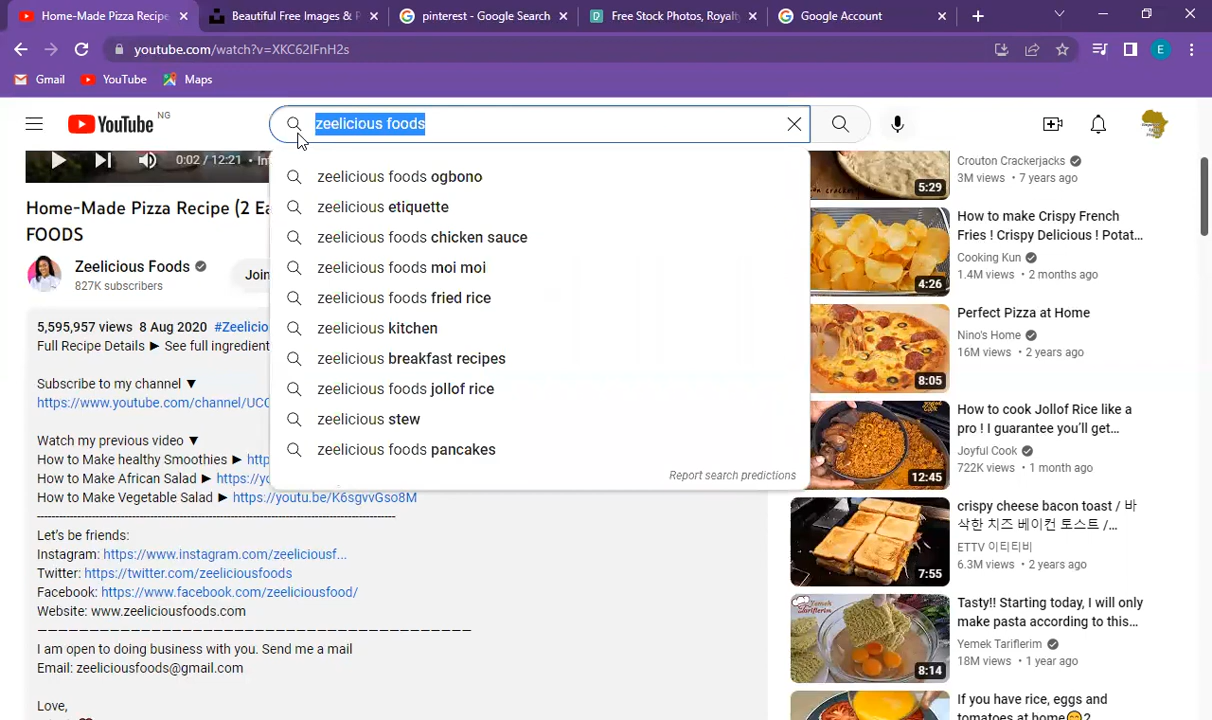 Home-Made Pizza Recipe
Beautiful Free Images & P
pinterest - Google Search
Free Stock Photos, Royalty
Google Account
youtube.com/watch?v=XKC62IFnH2s
E
Gmail
YouTube
Maps
YouTube NG
zeelicious foods
zeelicious foods ogbono
zeelicious etiquette
zeelicious foods chicken sauce
zeelicious foods moi moi
zeelicious foods fried rice
zeelicious kitchen
zeelicious breakfast recipes
zeelicious foods jollof rice
zeelicious stew
zeelicious foods pancakes
Report search predictions
0:02 / 12:21
Home-Made Pizza Recipe (2 Ea
FOODS
Zeelicious Foods
827K subscribers
Join
5,595,957 views 8 Aug 2020 #Zeelicio
Full Recipe Details ► See full ingredient
Subscribe to my channel ▼
https://www.youtube.com/channel/UCC
Watch my previous video ▼
How to Make healthy Smoothies ► http
How to Make African Salad ► https://yo
How to Make Vegetable Salad ► https://youtu.be/K6sgvvGso8M
Let's be friends:
Instagram: https://www.instagram.com/zeeliciousf...
Twitter: https://twitter.com/zeeliciousfoods
Facebook: https://www.facebook.com/zeeliciousfood/
Website: www.zeeliciousfoods.com
I am open to doing business with you. Send me a mail
Email: zeeliciousfoods@gmail.com
Love,
Crouton Crackerjacks
3M views • 7 years ago
5:29
How to make Crispy French
Fries ! Crispy Delicious ! Potat...
Cooking Kun
1.4M views • 2 months ago
4:26
Perfect Pizza at Home
Nino's Home
16M views • 2 years ago
8:05
How to cook Jollof Rice like a
pro ! I guarantee you'll get...
Joyful Cook
722K views • 1 month ago
12:45
crispy cheese bacon toast / 바
삭한 치즈 베이컨 토스트 /...
ETTV 이티티비
6.3M views • 2 years ago
7:55
Tasty!! Starting today, I will only
make pasta according to this...
Yemek Tariflerim
18M views • 1 year ago
8:14
If you have rice, eggs and
tomatoes at home😋?